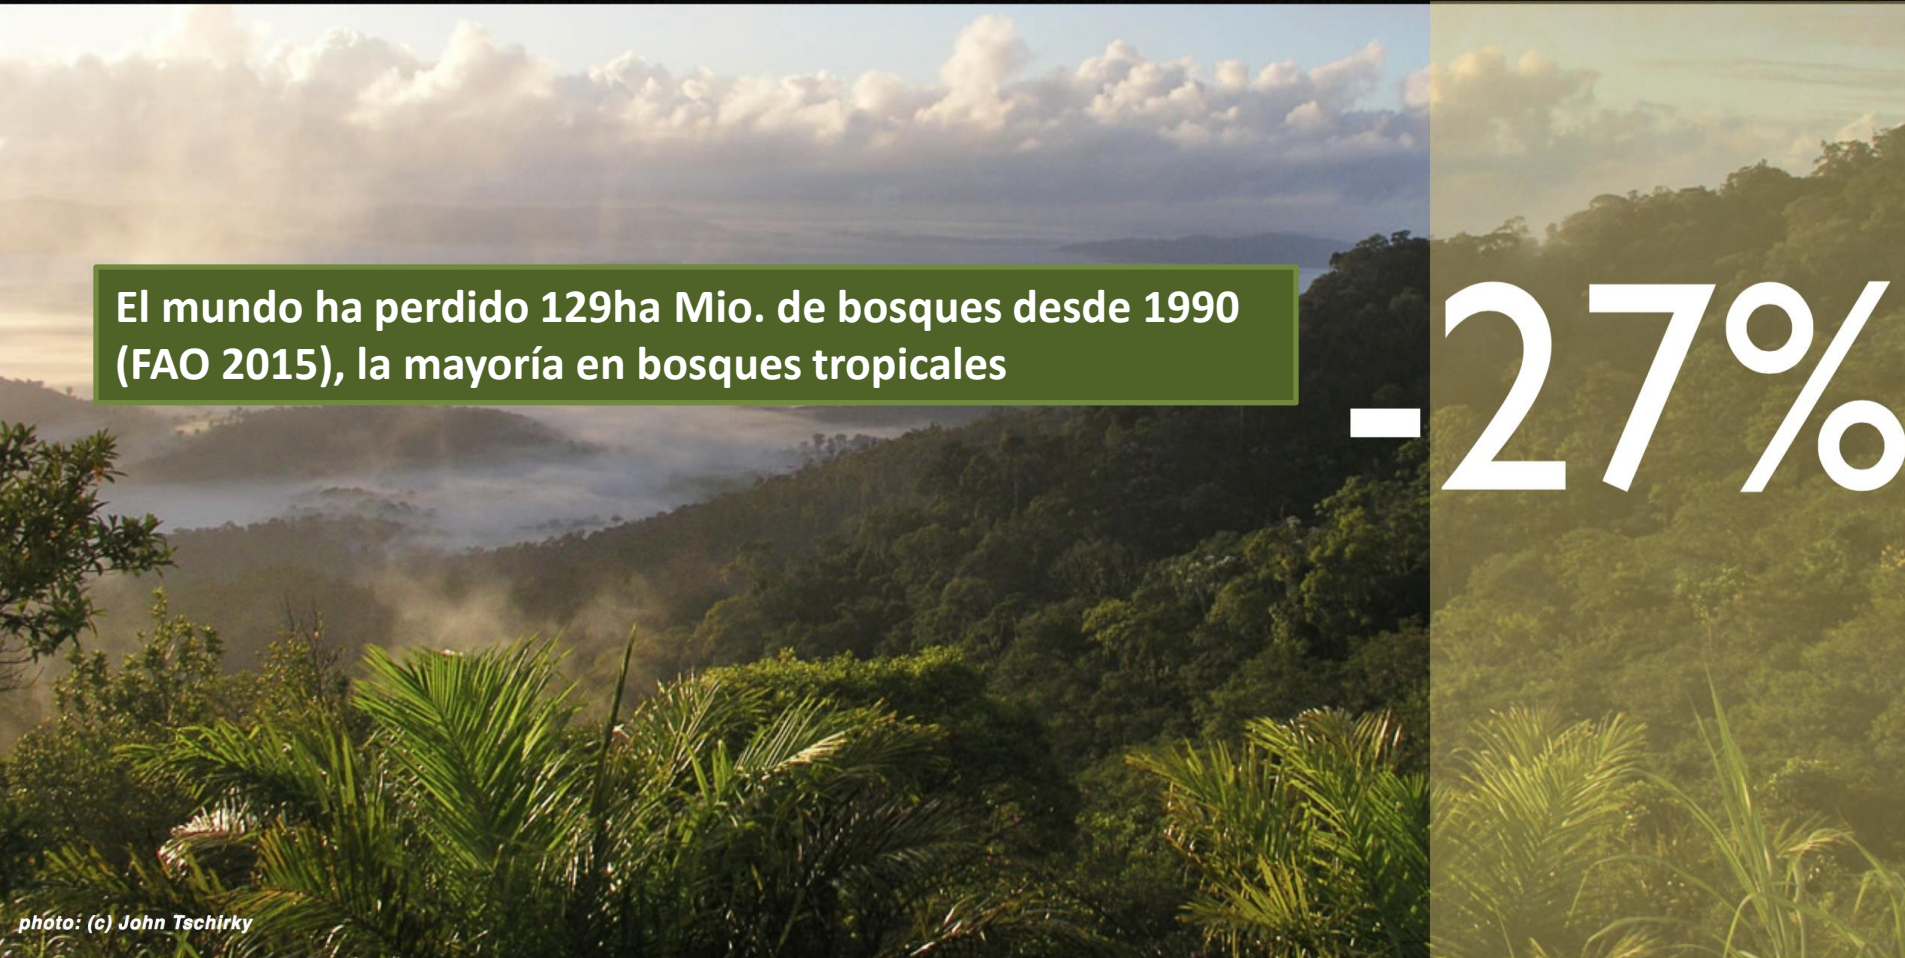 El mundo ha perdido 129ha Mio. de bosques desde 1990
(FAO 2015), la mayoría en bosques tropicales
-27%
photo: (c) John Tschirky